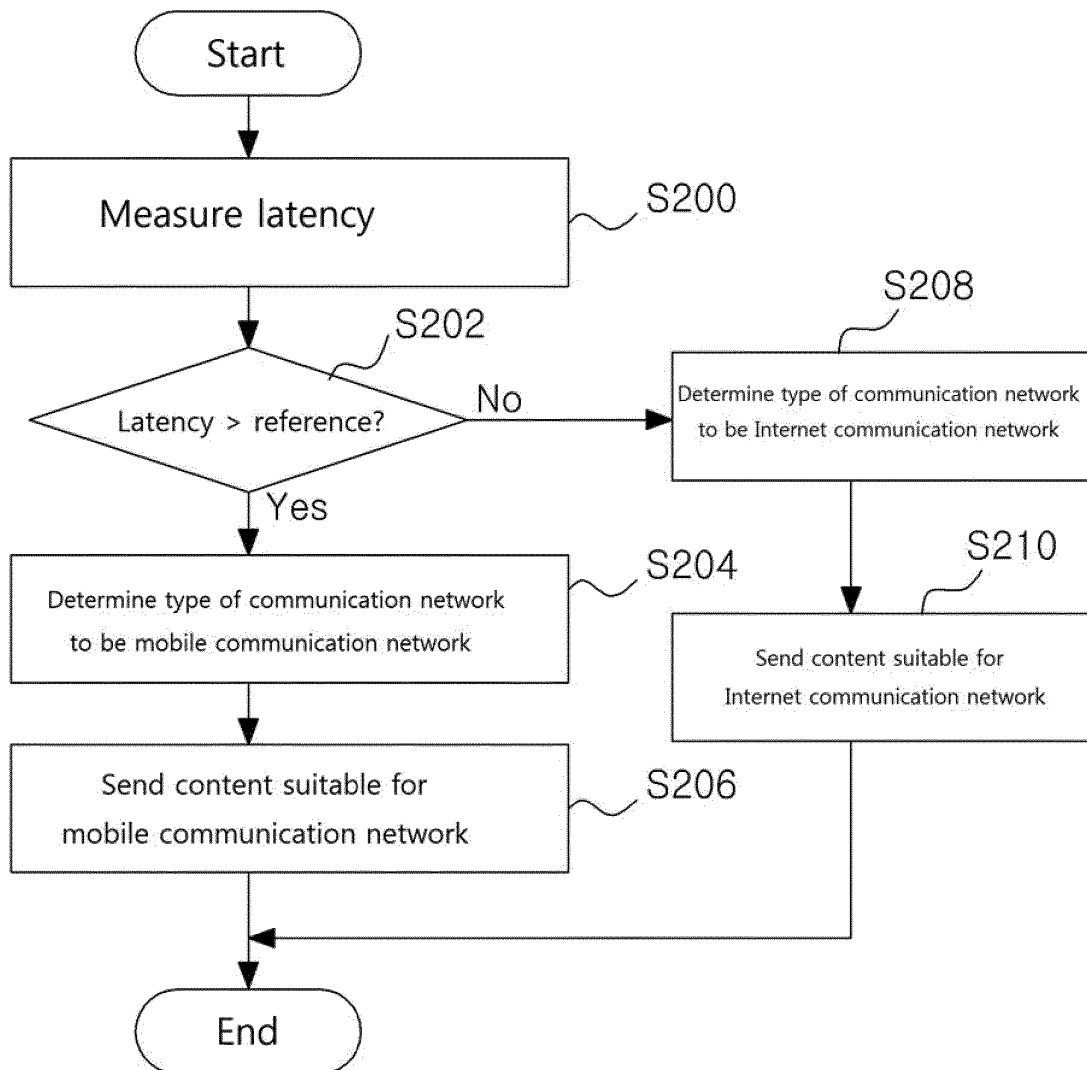 Start
Measure latency
S200
S202
Latency > reference?
No
Yes
S208
Determine type of communication network
to be Internet communication network
S204
Determine type of communication network
to be mobile communication network
S210
Send content suitable for
Internet communication network
S206
Send content suitable for
mobile communication network
End